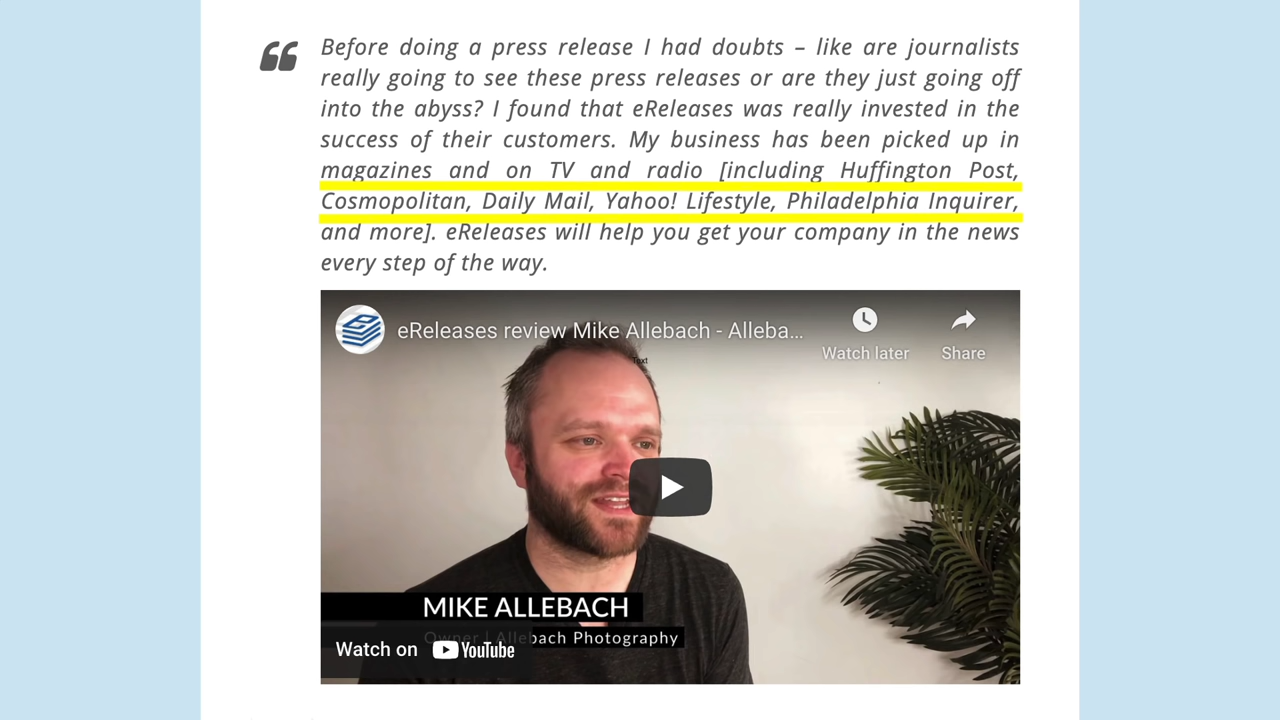 Before doing a press release I had doubts – like are journalists
really going to see these press releases or are they just going off
into the abyss? I found that eReleases was really invested in the
success of their customers. My business has been picked up in
magazines and on TV and radio [including Huffington Post,
Cosmopolitan, Daily Mail, Yahoo! Lifestyle, Philadelphia Inquirer,
and more]. eReleases will help you get your company in the news
every step of the way.
eReleases review Mike Allebach - Alleba...
Watch later
Share
Text
MIKE ALLEBACH
Owner | Allebach Photography
Watch on YouTube